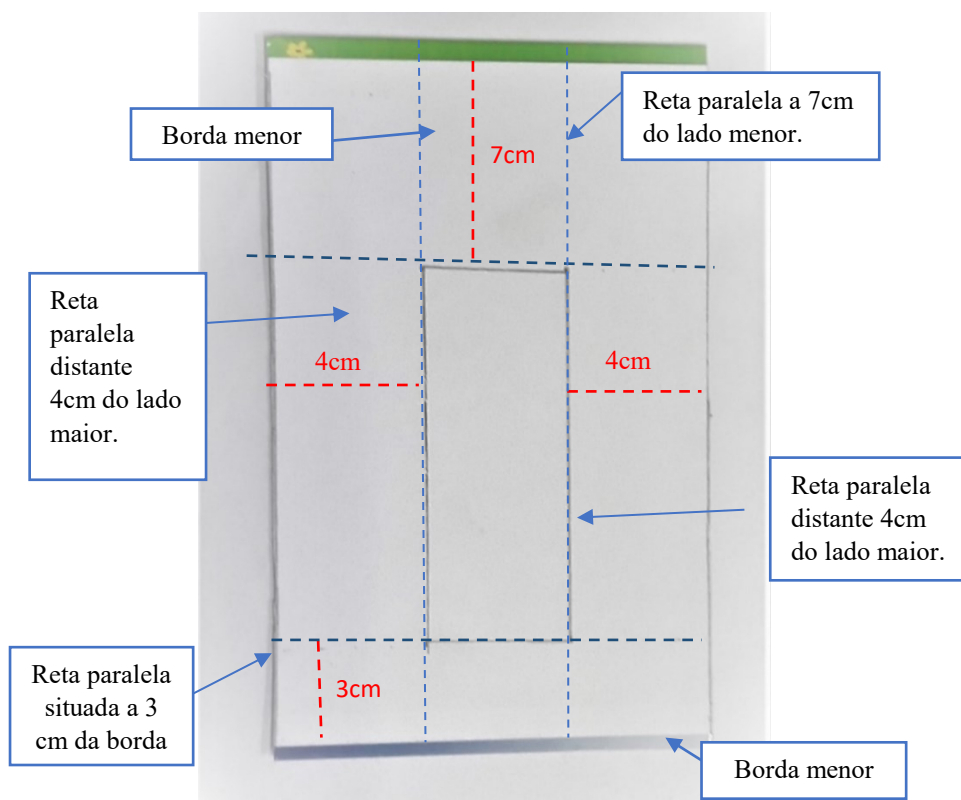 Borda menor
Reta paralela a 7cm
do lado menor.
7cm
Reta
paralela
distante
4cm do lado
maior.
4cm
4cm
Reta paralela
distante 4cm
do lado maior.
Reta paralela
situada a 3
cm da borda
3cm
Borda menor